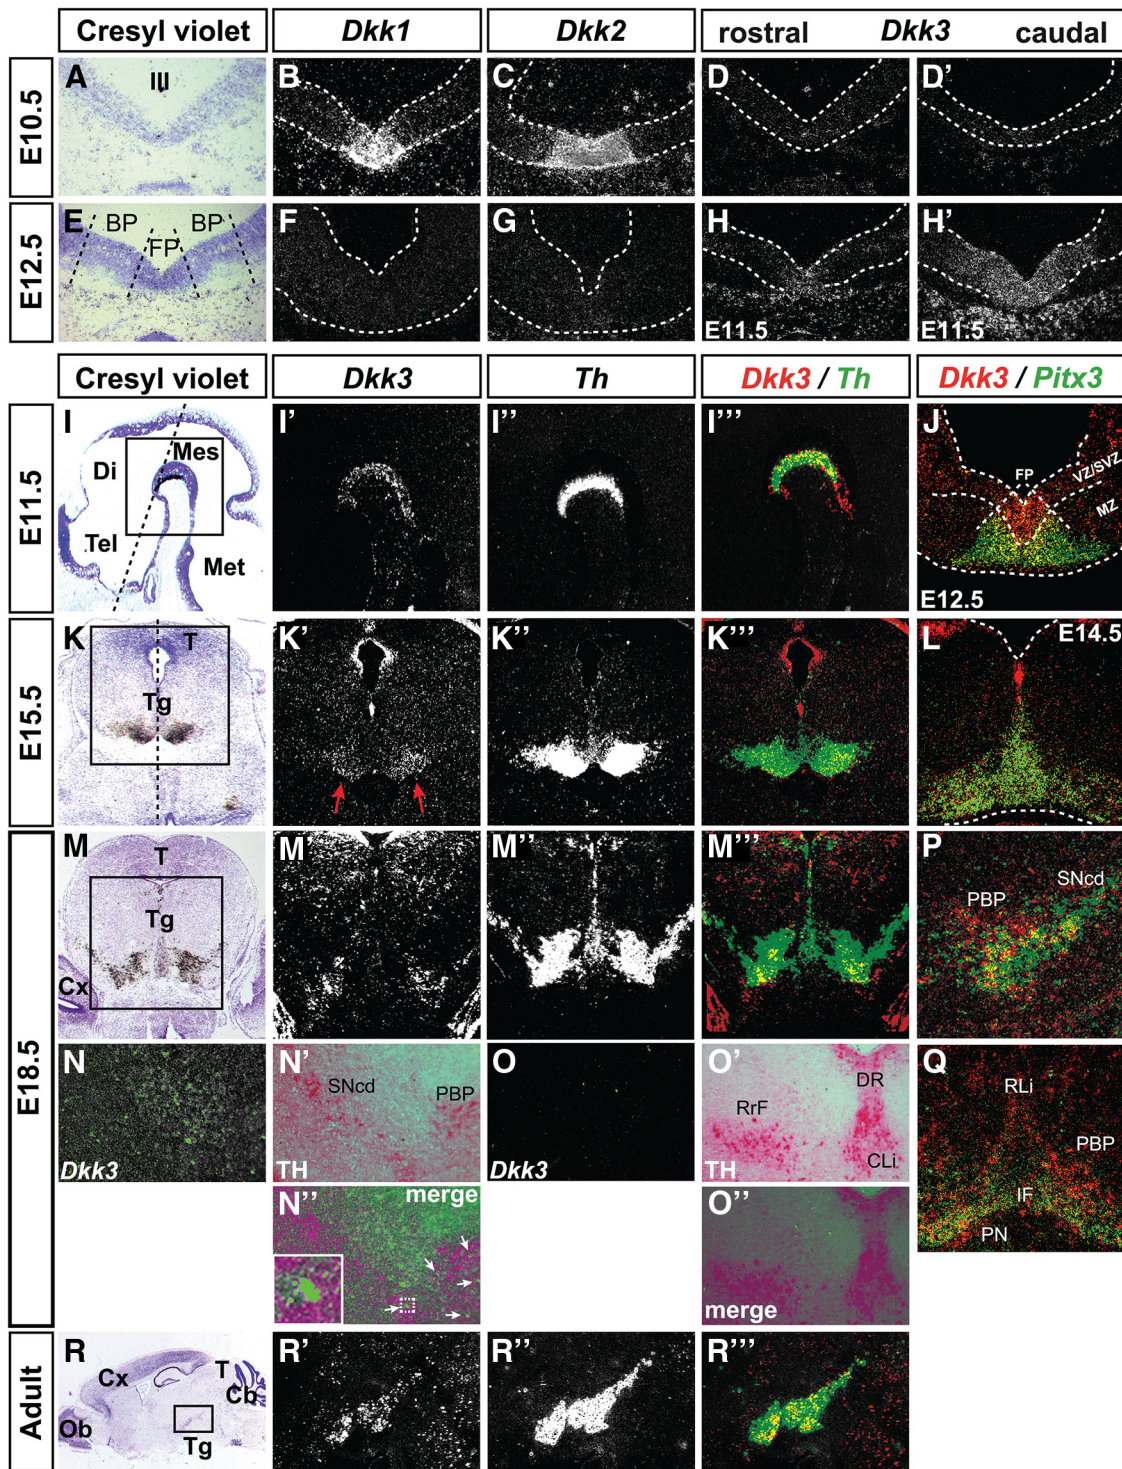 Cresyl violet Dkk1 Dkk2 rostral Dkk3 caudal
E10.5
A III B C D D’
E12.5
E BP FP BP F G H E11.5 H’ E11.5
Cresyl violet Dkk3 Th Dkk3 / Th Dkk3 / Pitx3
E11.5
I Di Mes Tel Met I’ I’’ I’’’ J FP VZ/SVZ MZ E12.5
E15.5
K T Tg K’ K’’ K’’’ L E14.5
E18.5
M T Tg Cx M’ M’’ M’’’ P PBP SNcd
N Dkk3 N’ SNcd PBP TH O Dkk3 O’ DR RrF CLi TH Q RLi PBP IF PN
N’’ merge O’’ merge
Adult
R Cx T Cb Ob Tg R’ R’’ R’’’